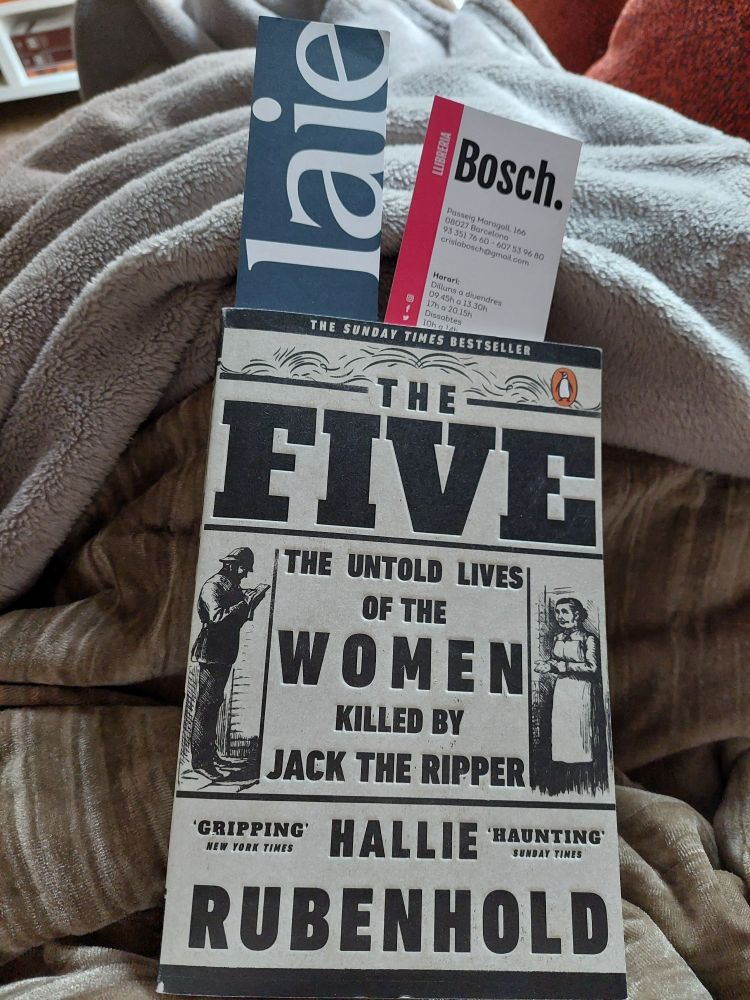 laie
LLIBRERIA
Bosch.
Passeig Maragall, 166
08027 Barcelona
93 351 76 60 - 607 53 96 80
crislabosch@gmail.com
Horari:
Dilluns a divendres
09.45h a 13.30h
17h a 20.15h
Dissabtes
10h a 14h
THE SUNDAY TIMES BESTSELLER
THE
FIVE
THE UNTOLD LIVES
OF THE
WOMEN
KILLED BY
JACK THE RIPPER
'GRIPPING'
NEW YORK TIMES
HALLIE
'HAUNTING'
SUNDAY TIMES
RUBENHOLD